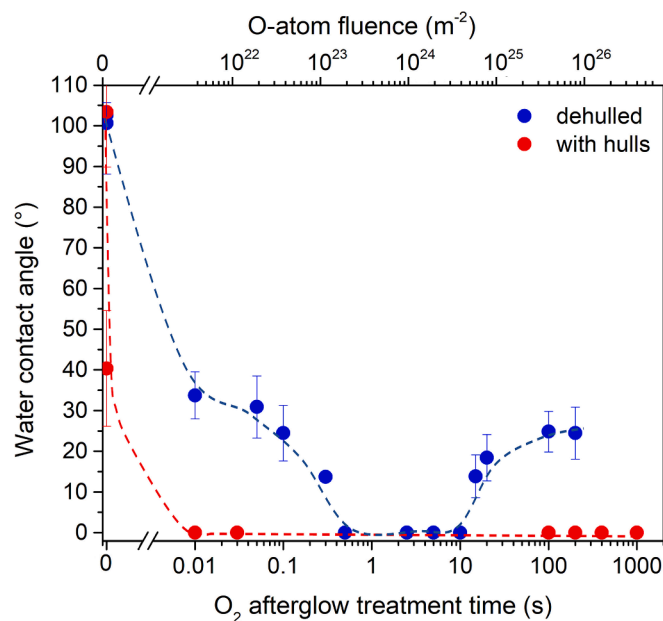 O-atom fluence (m⁻²)
0 10²² 10²³ 10²⁴ 10²⁵ 10²⁶
110
100
90
80
70
60
50
40
30
20
10
0
Water contact angle (°)
dehulled
with hulls
0 0.01 0.1 1 10 100 1000
O₂ afterglow treatment time (s)